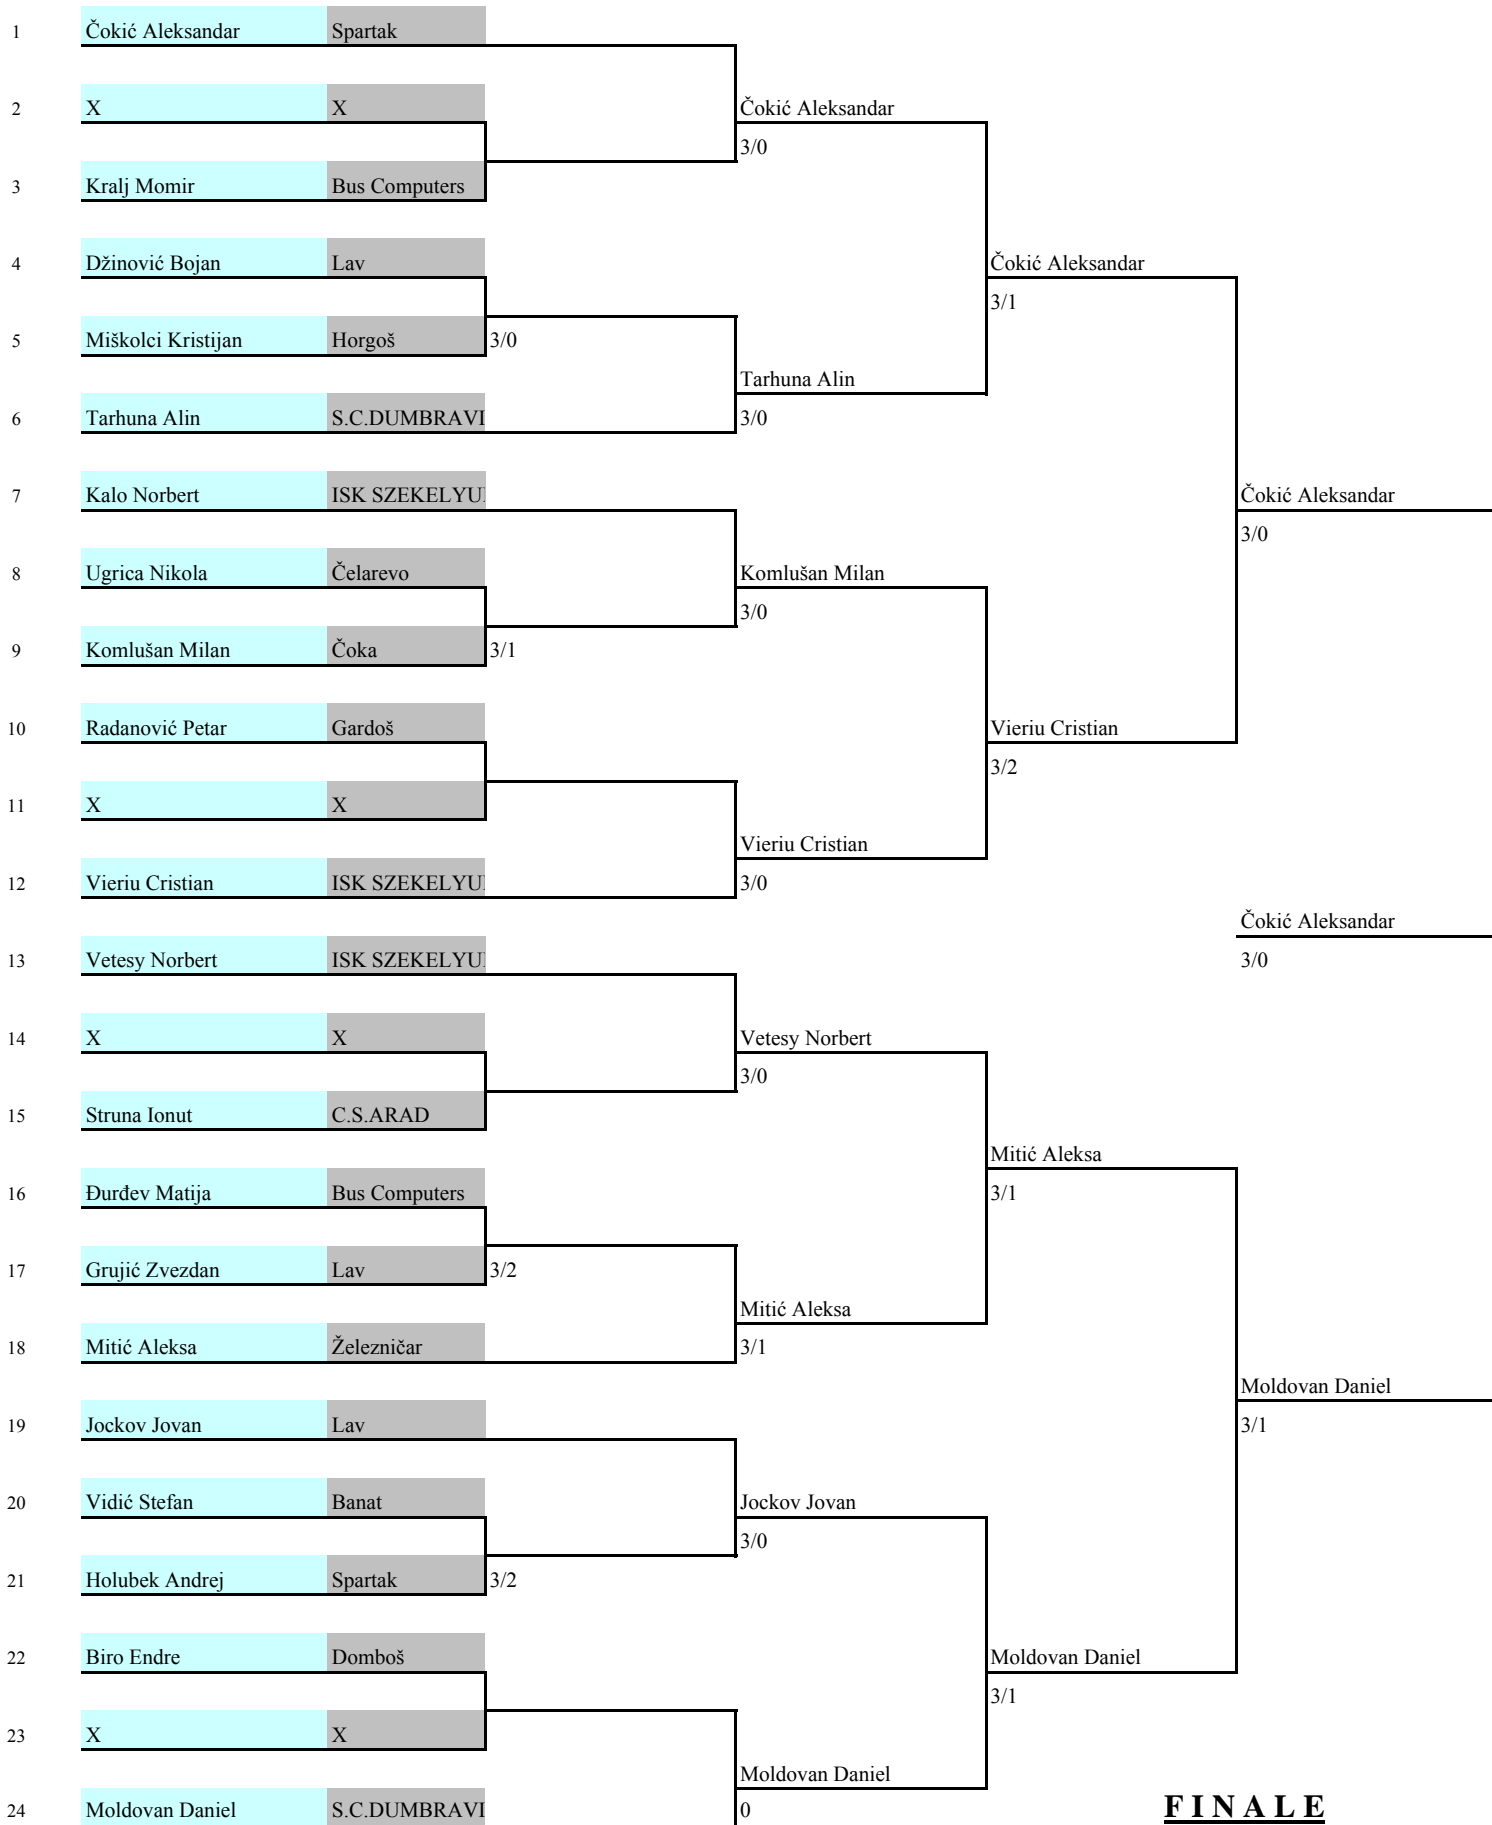 1 Čokić Aleksandar Spartak
2 X X Čokić Aleksandar
3/0
3 Kralj Momir Bus Computers
4 Džinović Bojan Lav Čokić Aleksandar
3/1
5 Miškolci Kristijan Horgoš 3/0
Tarhuna Alin
6 Tarhuna Alin S.C.DUMBRAVI 3/0
7 Kalo Norbert ISK SZEKELYU Čokić Aleksandar
3/0
8 Ugrica Nikola Čelarevo Komlušan Milan
3/0
9 Komlušan Milan Čoka 3/1
10 Radanović Petar Gardoš Vieriu Cristian
3/2
11 X X
Vieriu Cristian
12 Vieriu Cristian ISK SZEKELYU 3/0
Čokić Aleksandar
13 Vetesy Norbert ISK SZEKELYU 3/0
14 X X Vetesy Norbert
3/0
15 Struna Ionut C.S.ARAD
Mitić Aleksa
16 Đurđev Matija Bus Computers 3/1
17 Grujić Zvezdan Lav 3/2
Mitić Aleksa
18 Mitić Aleksa Železničar 3/1
Moldovan Daniel
19 Jockov Jovan Lav 3/1
20 Vidić Stefan Banat Jockov Jovan
3/0
21 Holubek Andrej Spartak 3/2
22 Biro Endre Domboš Moldovan Daniel
3/1
23 X X
Moldovan Daniel
24 Moldovan Daniel S.C.DUMBRAVI 0 F I N A L E